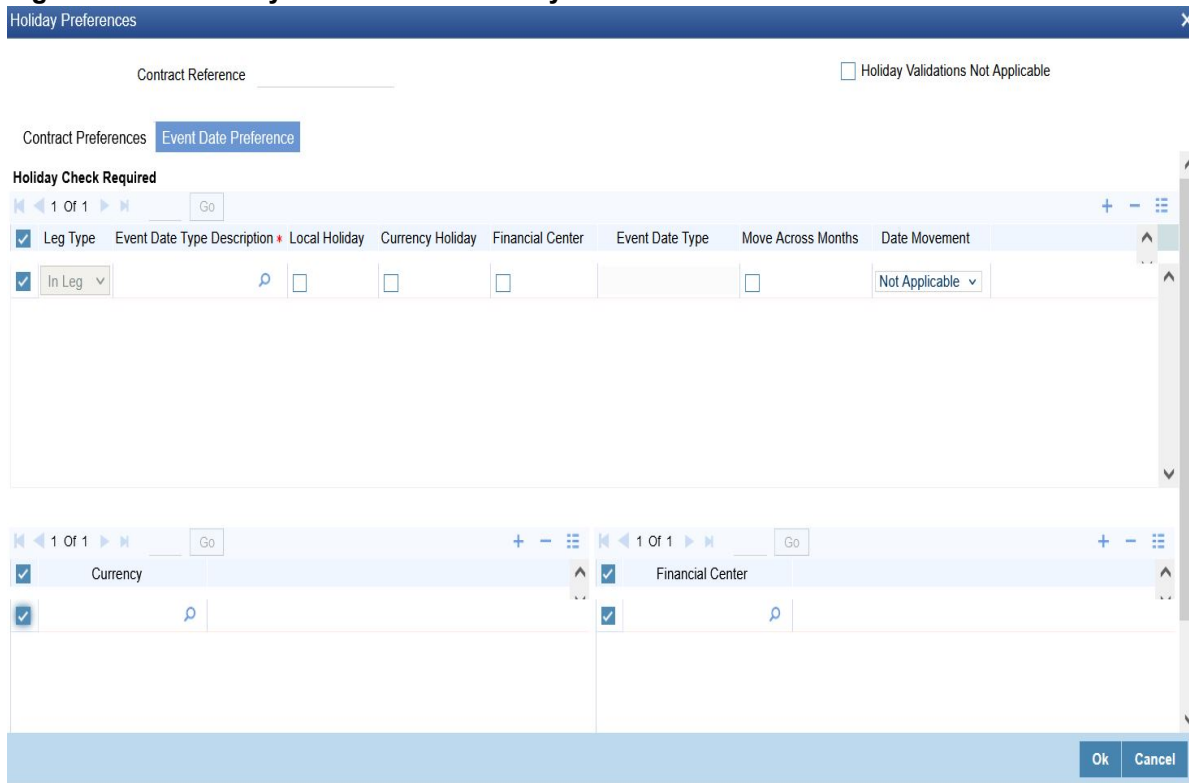 Holiday Preferences
Contract Reference
Holiday Validations Not Applicable
Contract Preferences Event Date Preference
Holiday Check Required
1 Of 1 Go
Leg Type Event Date Type Description * Local Holiday Currency Holiday Financial Center Event Date Type Move Across Months Date Movement
In Leg Not Applicable
1 Of 1 Go
Currency
1 Of 1 Go
Financial Center
Ok Cancel